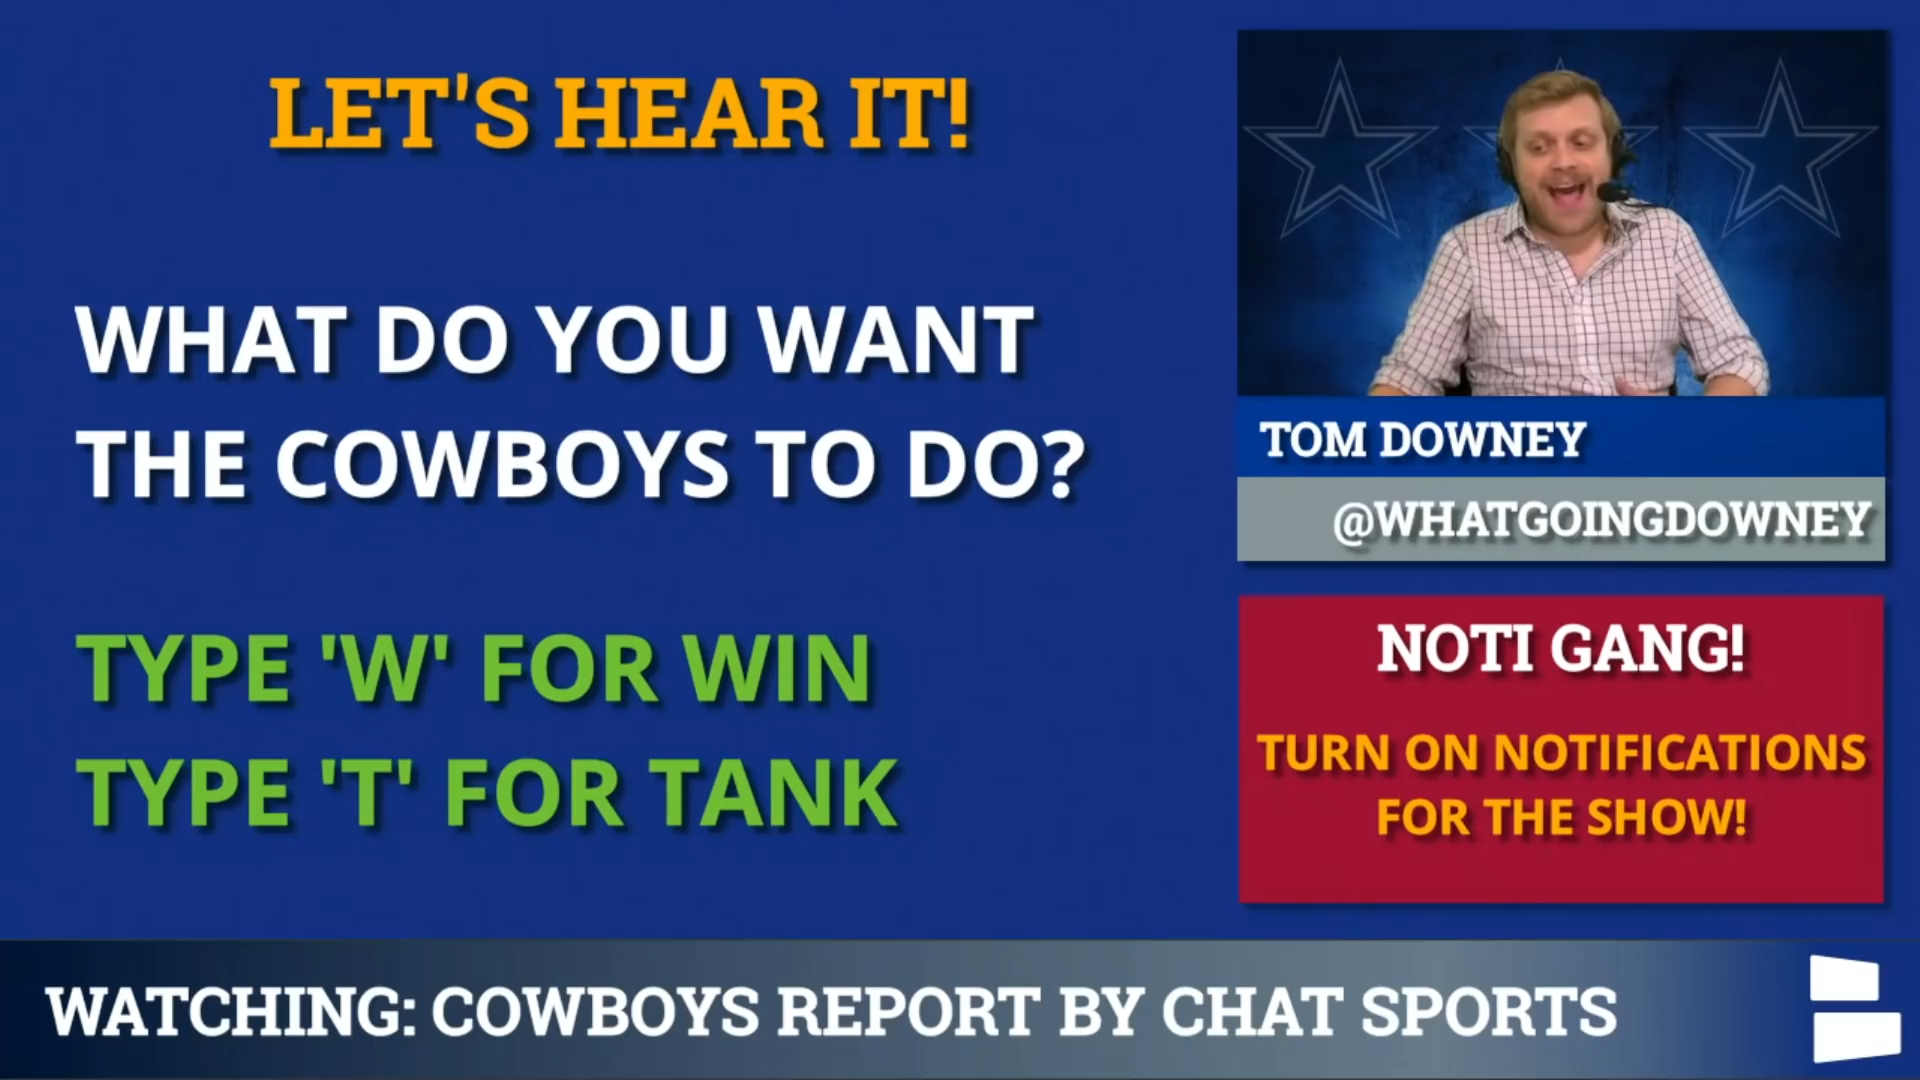 LET'S HEAR IT!
WHAT DO YOU WANT
THE COWBOYS TO DO?
TYPE 'W' FOR WIN
TYPE 'T' FOR TANK
TOM DOWNEY
@WHATGOINGDOWNEY
NOTI GANG!
TURN ON NOTIFICATIONS
FOR THE SHOW!
WATCHING: COWBOYS REPORT BY CHAT SPORTS